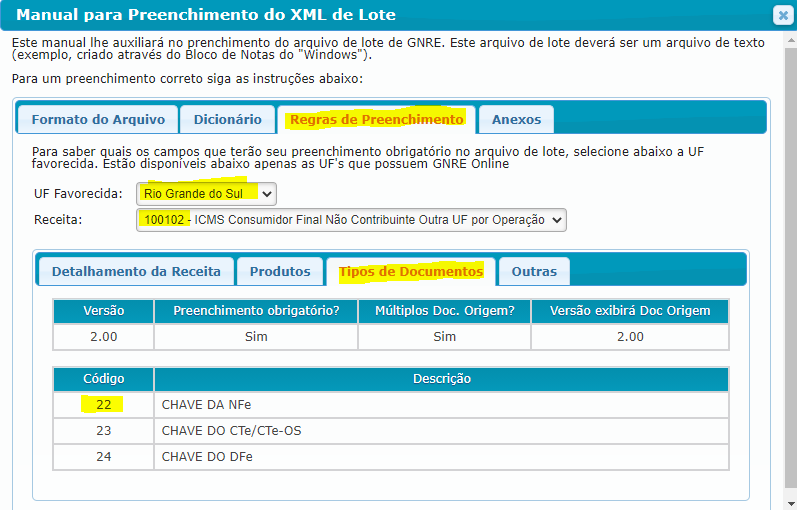 Manual para Preenchimento do XML de Lote
Este manual lhe auxiliará no prenchimento do arquivo de lote de GNRE. Este arquivo de lote deverá ser um arquivo de texto
(exemplo, criado através do Bloco de Notas do "Windows").
Para um preenchimento correto siga as instruções abaixo:
Formato do Arquivo Dicionário Regras de Preenchimento Anexos
Para saber quais os campos que terão seu preenchimento obrigatório no arquivo de lote, selecione abaixo a UF
favorecida. Estão disponiveis abaixo apenas as UF's que possuem GNRE Online
UF Favorecida: Rio Grande do Sul
Receita: 100102 - ICMS Consumidor Final Não Contribuinte Outra UF por Operação
Detalhamento da Receita Produtos Tipos de Documentos Outras
Versão Preenchimento obrigatório? Múltiplos Doc. Origem? Versão exibirá Doc Origem
2.00 Sim Sim 2.00
Código Descrição
22 CHAVE DA NFe
23 CHAVE DO CTe/CTe-OS
24 CHAVE DO DFe